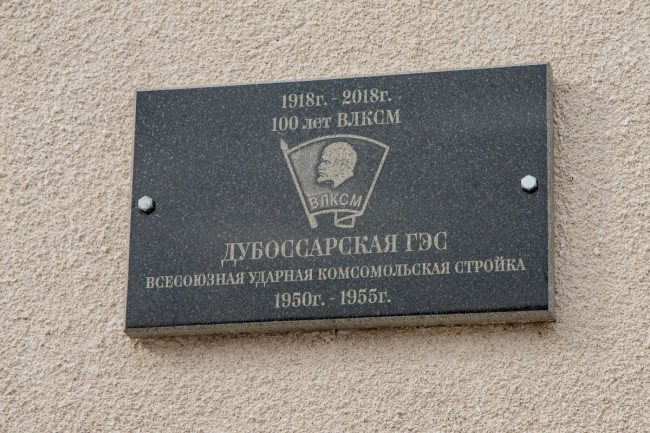 1918г. - 2018г.
100 лет ВЛКСМ
ВЛКСМ
ДУБОССАРСКАЯ ГЭС
ВСЕСОЮЗНАЯ УДАРНАЯ КОМСОМОЛЬСКАЯ СТРОЙКА
1950г. - 1955г.